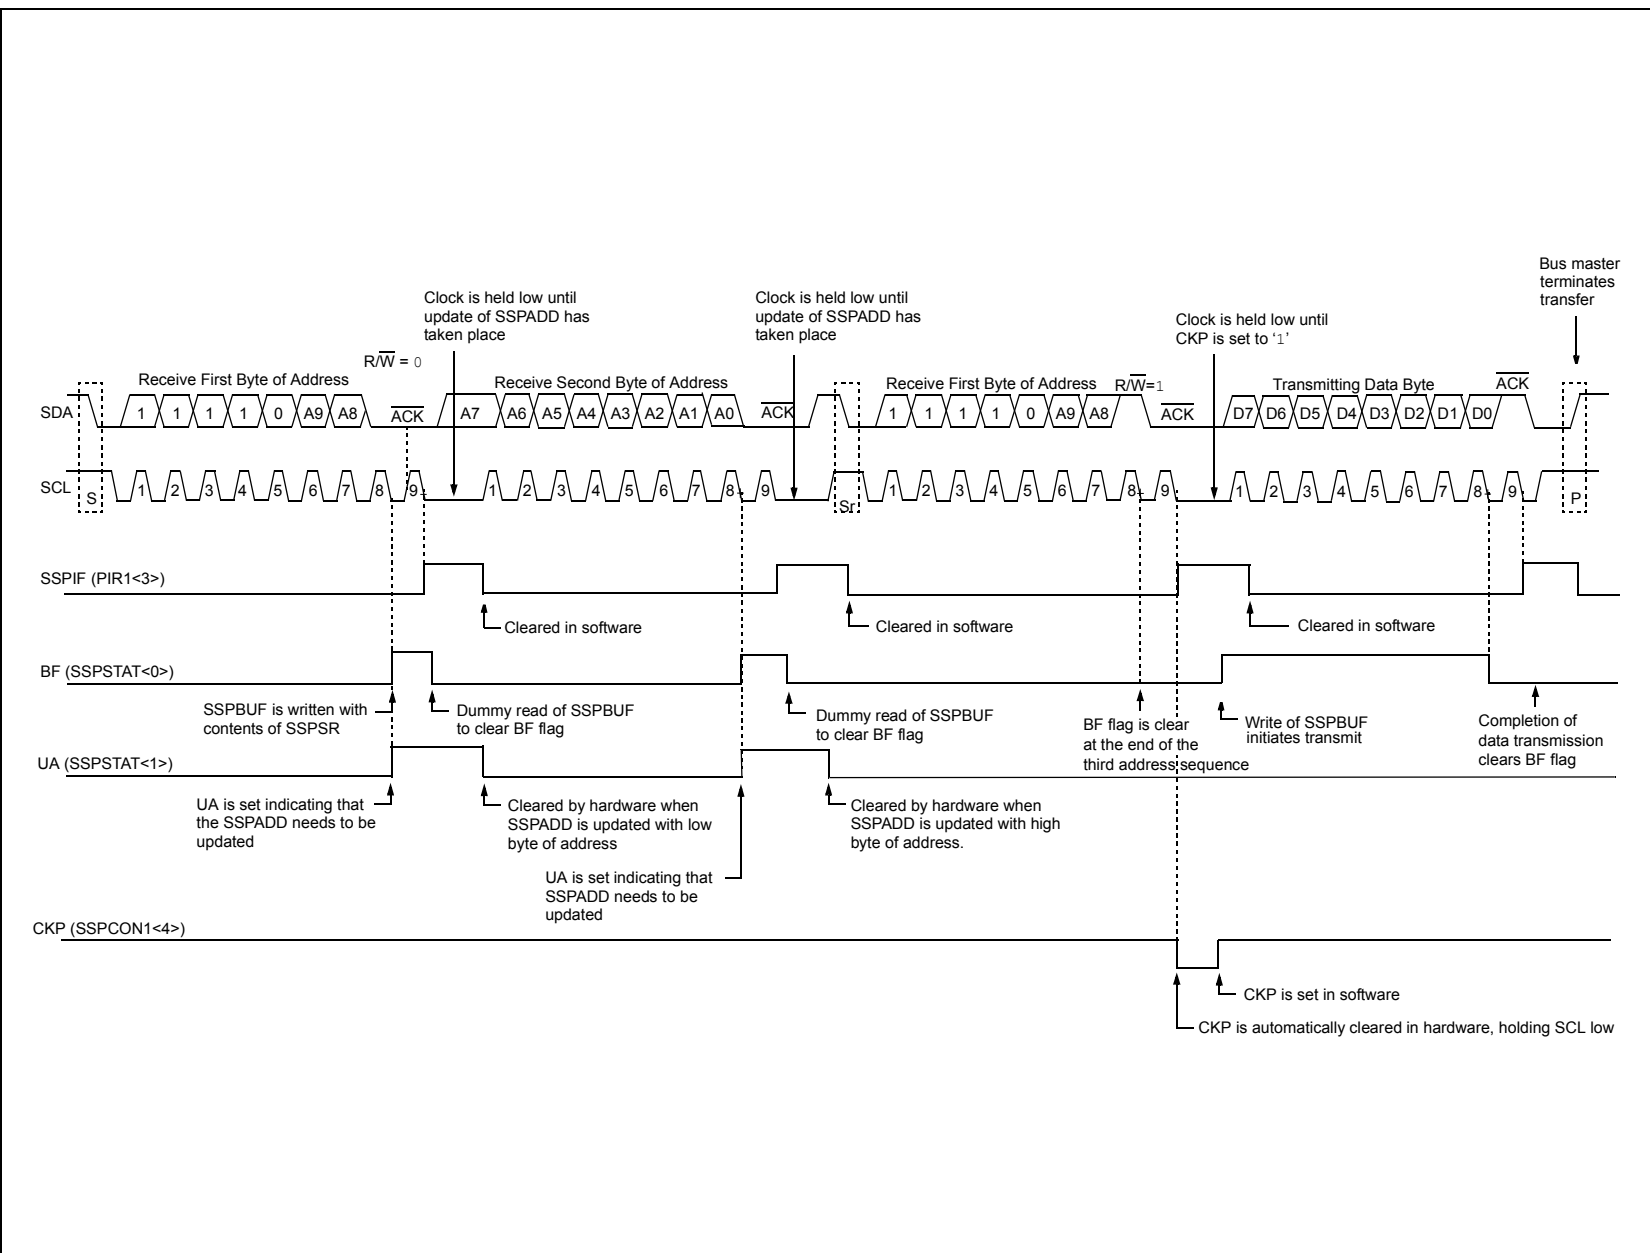 Bus master
terminates
transfer
Clock is held low until
update of SSPADD has
taken place
Clock is held low until
update of SSPADD has
taken place
Clock is held low until
CKP is set to ‘1’
R/W = 0
Receive First Byte of Address
Receive Second Byte of Address
Receive First Byte of Address
R/W=1
Transmitting Data Byte
ACK
SDA
1 1 1 1 0 A9 A8
ACK
A7 A6 A5 A4 A3 A2 A1 A0
ACK
1 1 1 1 0 A9 A8
ACK
D7 D6 D5 D4 D3 D2 D1 D0
SCL
S
1 2 3 4 5 6 7 8 9
1 2 3 4 5 6 7 8 9
Sr
1 2 3 4 5 6 7 8 9
1 2 3 4 5 6 7 8 9
P
SSPIF (PIR1<3>)
Cleared in software
Cleared in software
Cleared in software
BF (SSPSTAT<0>)
SSPBUF is written with
contents of SSPSR
Dummy read of SSPBUF
to clear BF flag
Dummy read of SSPBUF
to clear BF flag
BF flag is clear
at the end of the
third address sequence
Write of SSPBUF
initiates transmit
Completion of
data transmission
clears BF flag
UA (SSPSTAT<1>)
UA is set indicating that
the SSPADD needs to be
updated
Cleared by hardware when
SSPADD is updated with low
byte of address
UA is set indicating that
SSPADD needs to be
updated
Cleared by hardware when
SSPADD is updated with high
byte of address.
CKP (SSPCON1<4>)
CKP is set in software
CKP is automatically cleared in hardware, holding SCL low